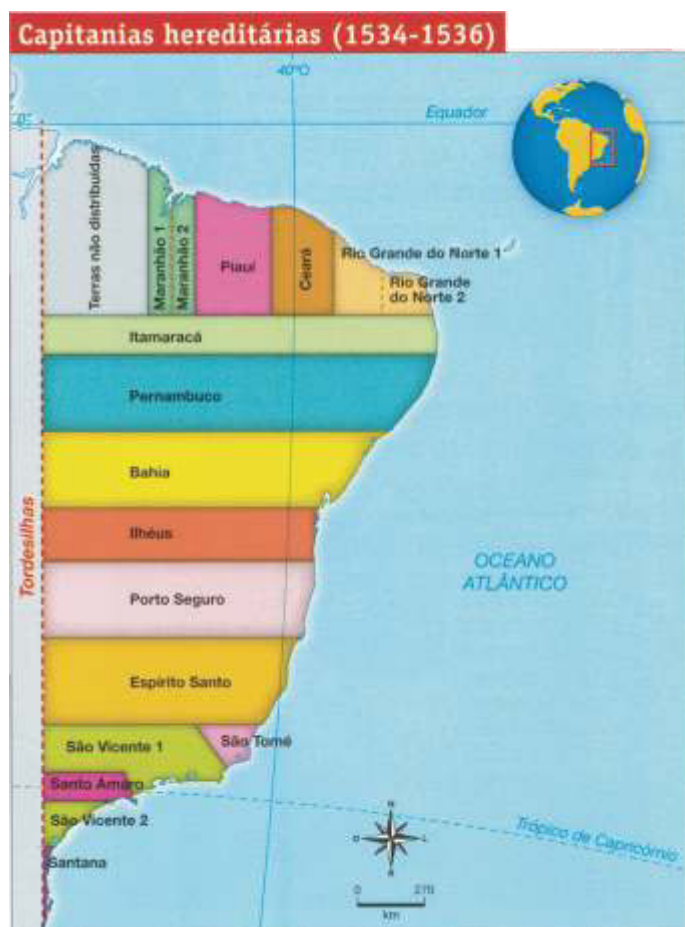 Capitanias hereditárias (1534-1536)
40°O
Equador
0°
Terras não distribuídas
Maranhão 1
Maranhão 2
Piauí
Ceará
Rio Grande do Norte 1
Rio Grande
do Norte 2
Itamaracá
Pernambuco
Bahia
Ilhéus
Tordesilhas
OCEANO
ATLÂNTICO
Porto Seguro
Espírito Santo
São Vicente 1
São Tomé
Santo Amaro
São Vicente 2
Trópico de Capricórnio
Santana
N
O
L
S
0
270
km